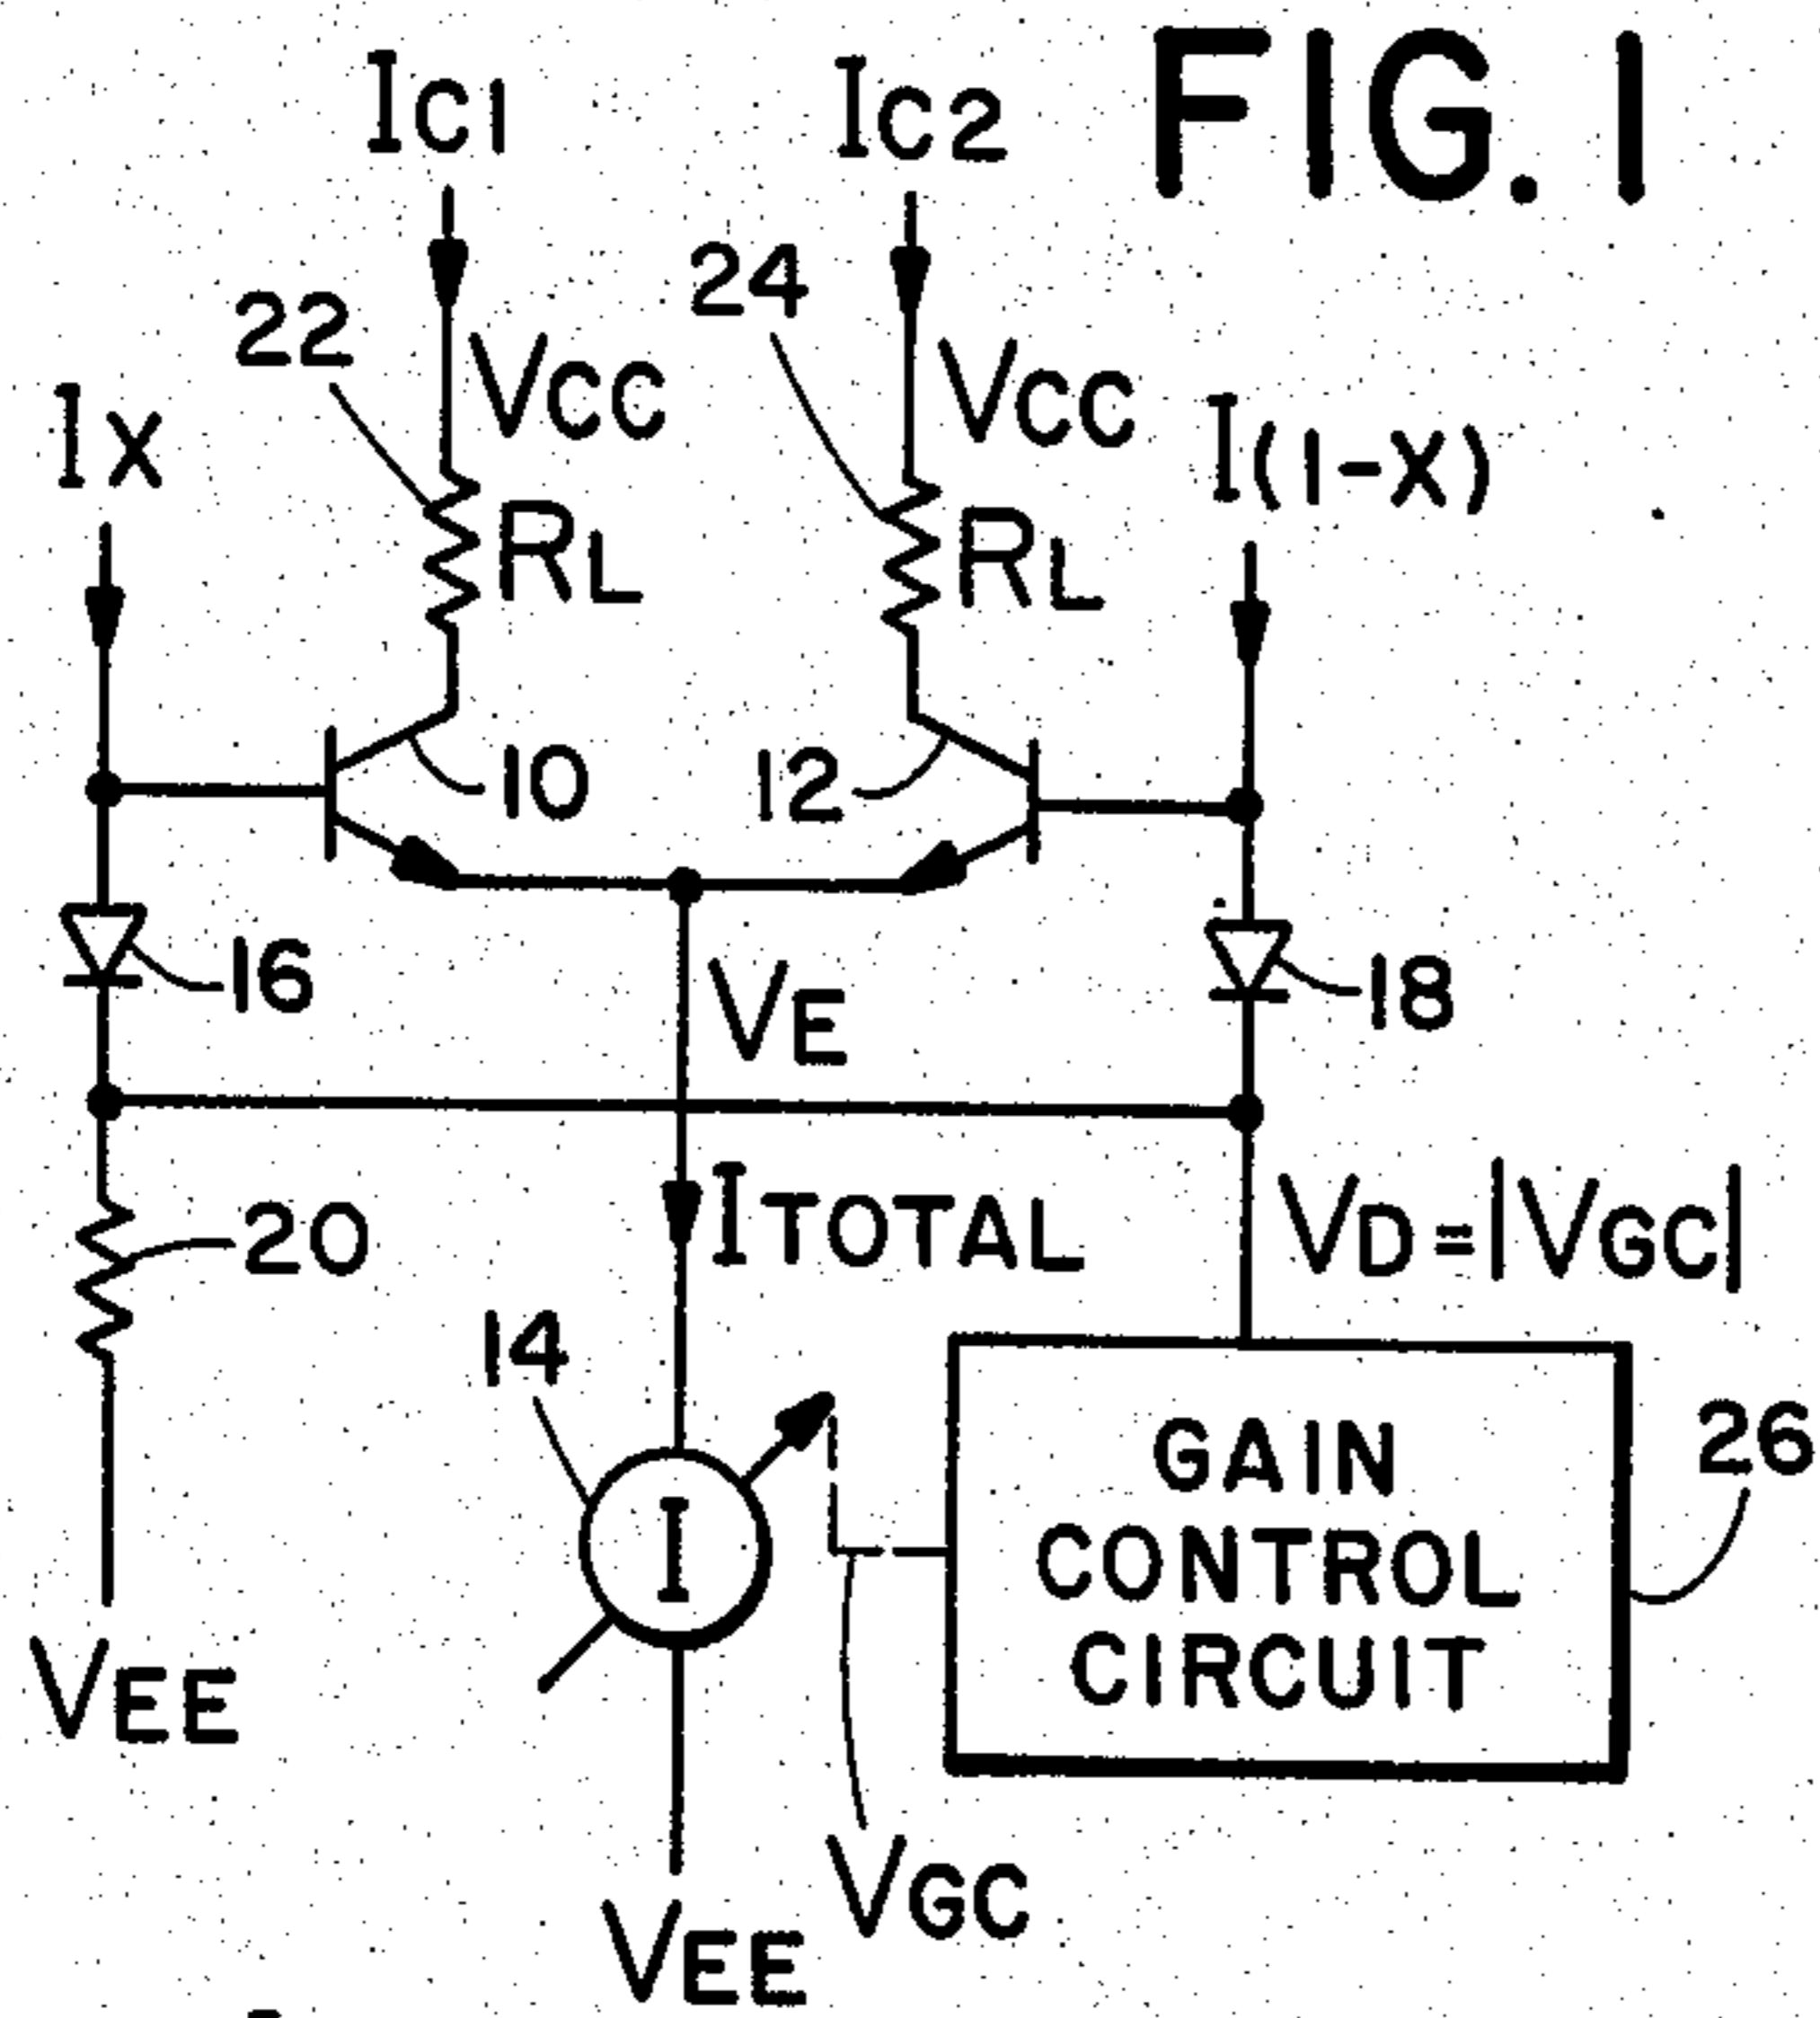 FIG. 1
IC1
IC2
22
VCC
24
VCC
IX
RL
RL
I(1-X)
10
12
16
VE
18
20
ITOTAL
VD=|VGC|
14
I
GAIN
CONTROL
CIRCUIT
26
VEE
VGC
VEE